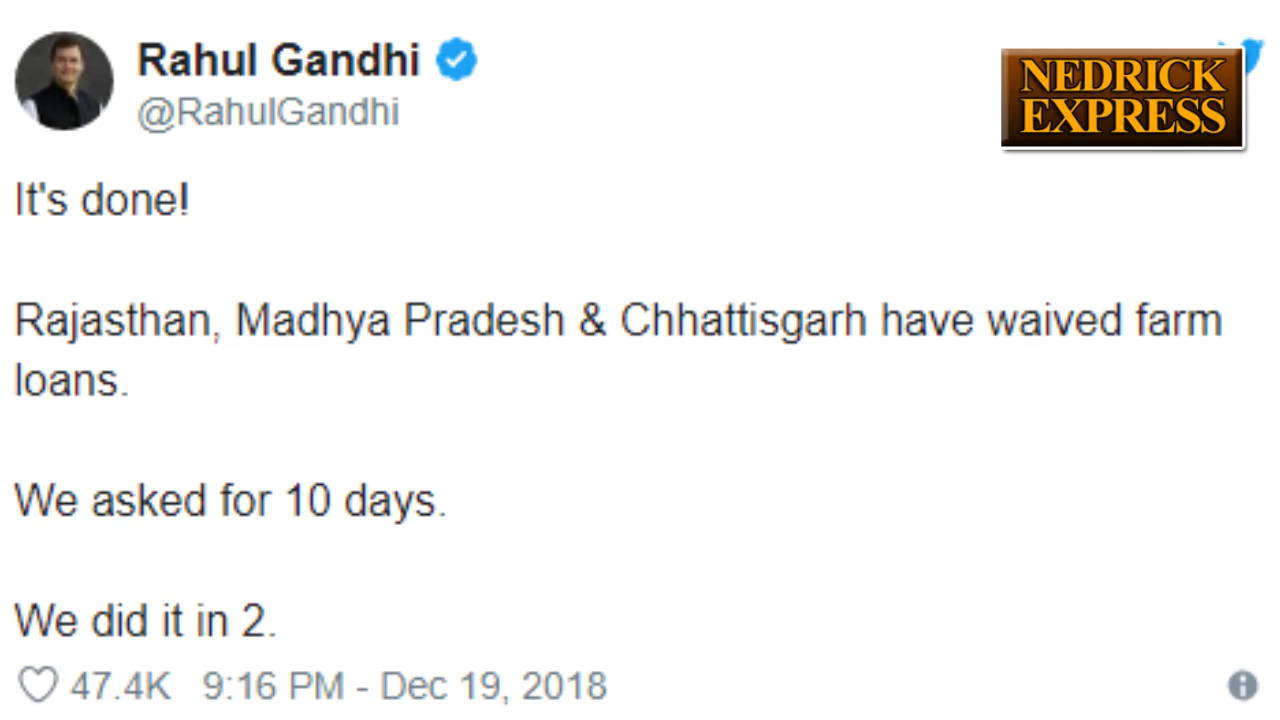 Rahul Gandhi
@RahulGandhi
NEDRICK
EXPRESS
It's done!
Rajasthan, Madhya Pradesh & Chhattisgarh have waived farm
loans.
We asked for 10 days.
We did it in 2.
47.4K 9:16 PM - Dec 19, 2018